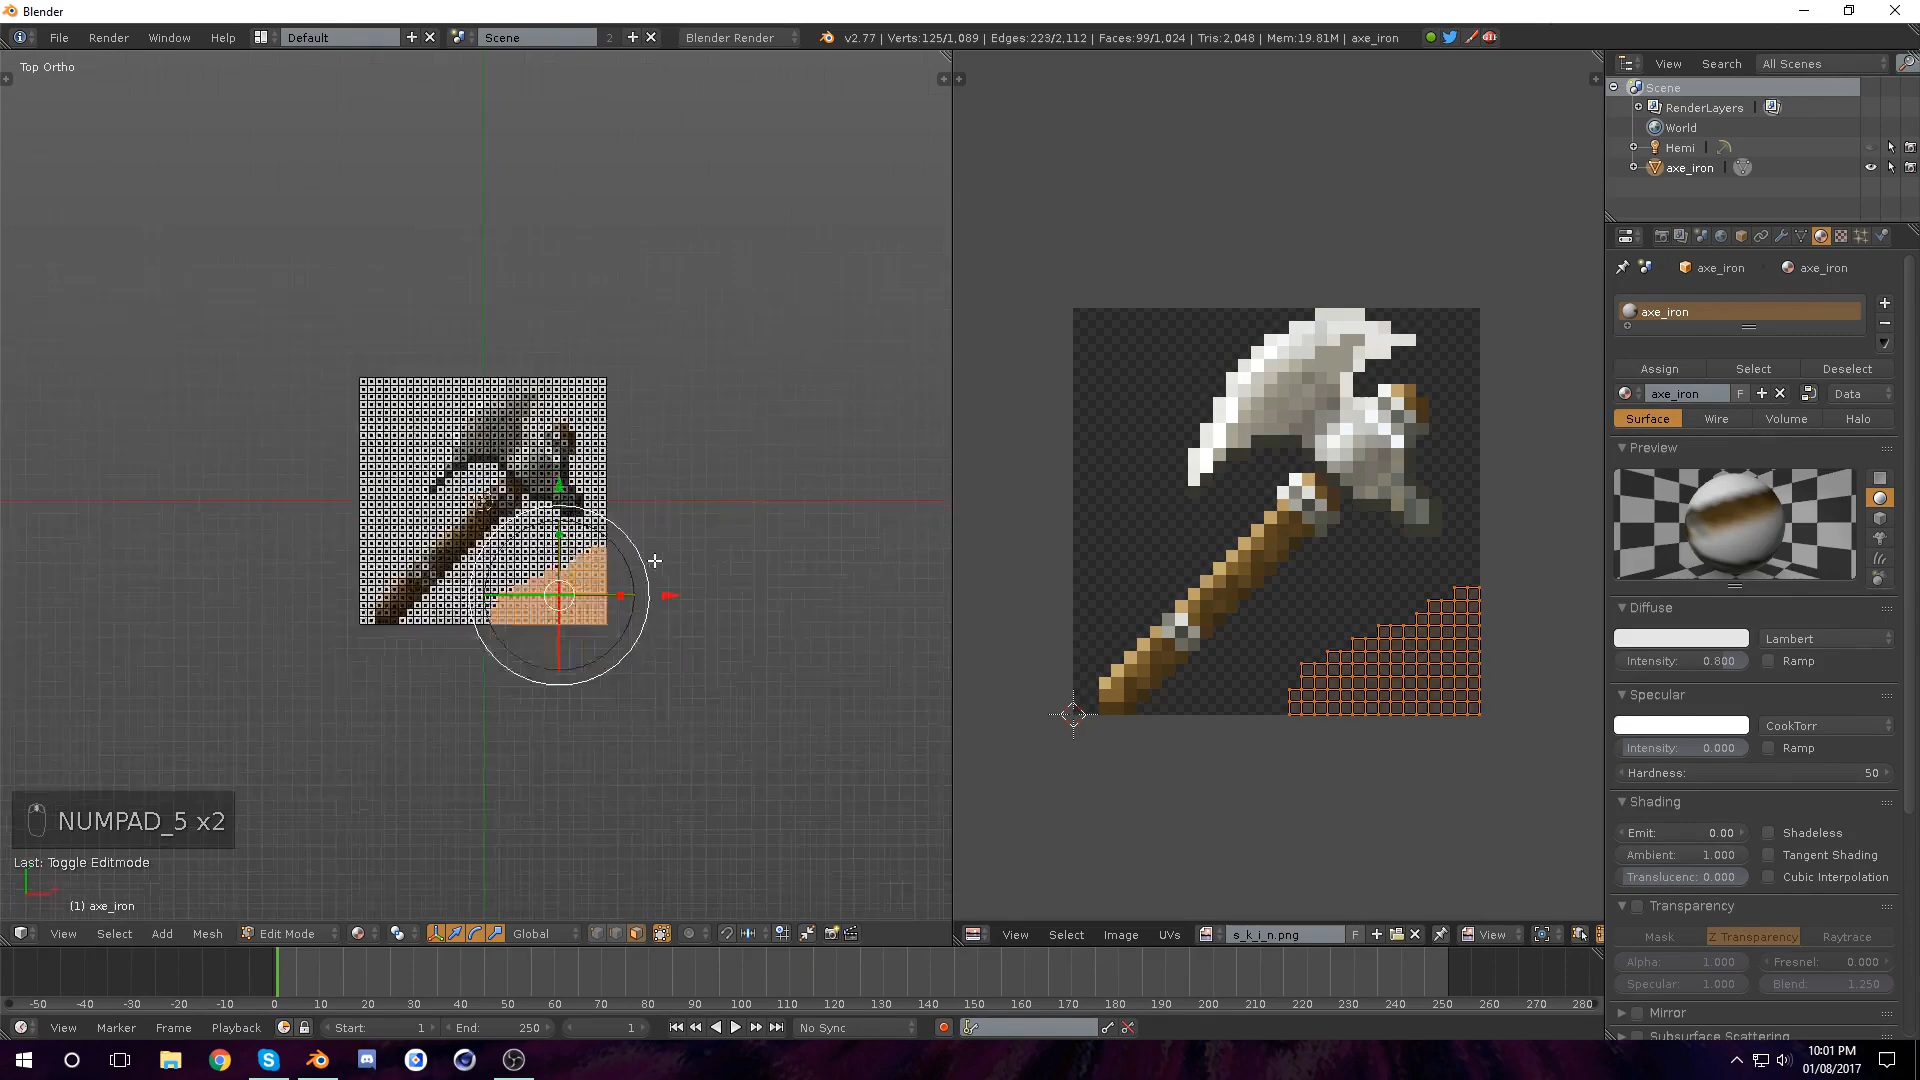 Blender
File Render Window Help Default Scene 2 Blender Render v2.77 | Verts:125/1,089 | Edges:223/2,112 | Faces:99/1,024 | Tris:2,048 | Mem:19.81M | axe_iron
Top Ortho
View Search All Scenes
Scene
RenderLayers
World
Hemi
axe_iron
axe_iron axe_iron
axe_iron
Assign Select Deselect
axe_iron F Data
Surface Wire Volume Halo
Preview
Diffuse
Lambert
Intensity: 0.800 Ramp
Specular
CookTorr
Intensity: 0.000 Ramp
Hardness: 50
Shading
Emit: 0.00 Shadeless
Ambient: 1.000 Tangent Shading
Translucenc: 0.000 Cubic Interpolation
Transparency
Mask Z Transparency Raytrace
Alpha: 1.000 Fresnel: 0.000
Specular: 1.000 Blend: 1.250
Mirror
Subsurface Scattering
NUMPAD_5 x2
Last: Toggle Editmode
(1) axe_iron
View Select Add Mesh Edit Mode Global
View Select Image UVs s_k_i_n.png F View
-50 -40 -30 -20 -10 0 10 20 30 40 50 60 70 80 90 100 110 120 130 140 150 160 170 180 190 200 210 220 230 240 250 260 270 280
View Marker Frame Playback Start: 1 End: 250 1 No Sync
10:01 PM
01/08/2017